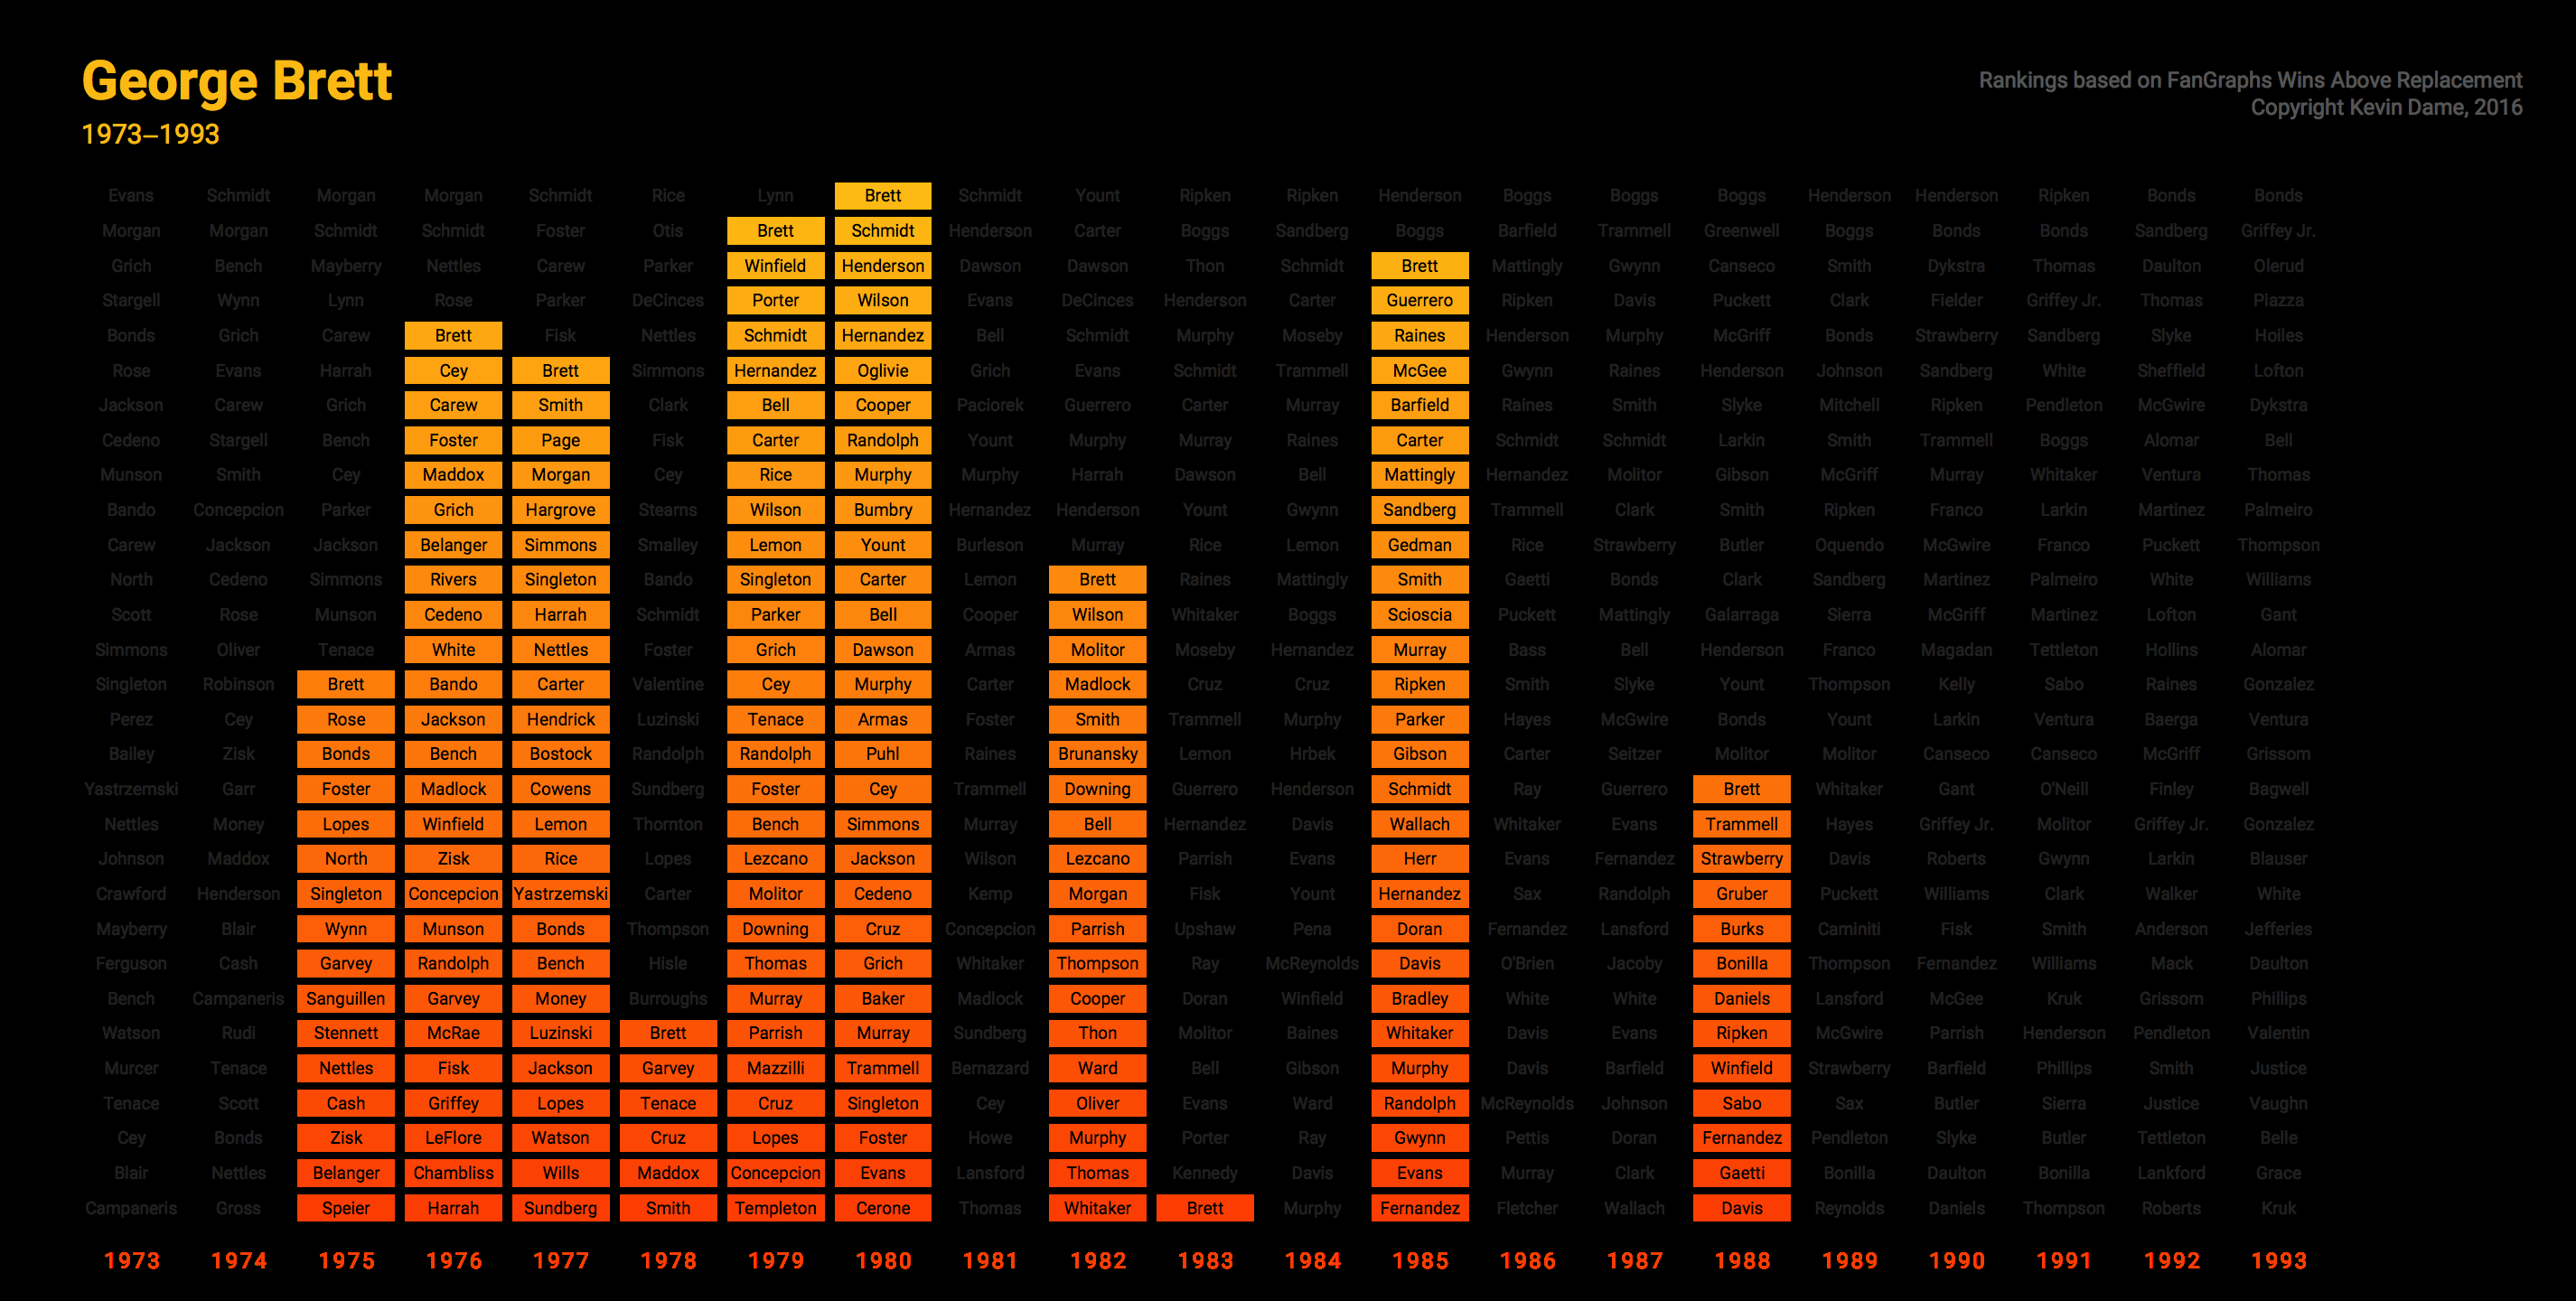 George Brett
1973–1993
Rankings based on FanGraphs Wins Above Replacement
Copyright Kevin Dame, 2016
Evans Schmidt Morgan Morgan Schmidt Rice Lynn Brett Schmidt Yount Ripken Ripken Henderson Boggs Boggs Boggs Henderson Henderson Ripken Bonds Bonds
Morgan Morgan Schmidt Schmidt Foster Otis Brett Schmidt Henderson Carter Boggs Sandberg Boggs Barfield Trammell Greenwell Boggs Bonds Bonds Sandberg Griffey Jr.
Grich Bench Mayberry Nettles Carew Parker Winfield Henderson Dawson Dawson Thon Schmidt Brett Mattingly Gwynn Canseco Smith Dykstra Thomas Daulton Olerud
Stargell Wynn Lynn Rose Parker DeCinces Porter Wilson Evans DeCinces Henderson Carter Guerrero Ripken Davis Puckett Clark Fielder Griffey Jr. Thomas Piazza
Bonds Grich Carew Brett Fisk Nettles Schmidt Hernandez Bell Schmidt Murphy Moseby Raines Henderson Murphy McGriff Bonds Strawberry Sandberg Slyke Hoiles
Rose Evans Harrah Cey Brett Simmons Hernandez Oglivie Grich Evans Schmidt Trammell McGee Gwynn Raines Henderson Johnson Sandberg White Sheffield Lofton
Jackson Carew Grich Carew Smith Clark Bell Cooper Paciorek Guerrero Carter Murray Barfield Raines Smith Slyke Mitchell Ripken Pendleton McGwire Dykstra
Cedeno Stargell Bench Foster Page Fisk Carter Randolph Yount Murphy Murray Raines Carter Schmidt Schmidt Larkin Smith Trammell Boggs Alomar Bell
Munson Smith Cey Maddox Morgan Cey Rice Murphy Murphy Harrah Dawson Bell Mattingly Hernandez Molitor Gibson McGriff Murray Whitaker Ventura Thomas
Bando Concepcion Parker Grich Hargrove Stearns Wilson Bumbry Hernandez Henderson Yount Gwynn Sandberg Trammell Clark Smith Ripken Franco Larkin Martinez Palmeiro
Carew Jackson Jackson Belanger Simmons Smalley Lemon Yount Burleson Murray Rice Lemon Gedman Rice Strawberry Butler Oquendo McGwire Franco Puckett Thompson
North Cedeno Simmons Rivers Singleton Bando Singleton Carter Lemon Brett Raines Mattingly Smith Gaetti Bonds Clark Sandberg Martinez Palmeiro White Williams
Scott Rose Munson Cedeno Harrah Schmidt Parker Bell Cooper Wilson Whitaker Boggs Scioscia Puckett Mattingly Galarraga Sierra McGriff Martinez Lofton Gant
Simmons Oliver Tenace White Nettles Foster Grich Dawson Armas Molitor Moseby Hernandez Murray Bass Bell Henderson Franco Magadan Tettleton Hollins Alomar
Singleton Robinson Brett Bando Carter Valentine Cey Murphy Carter Madlock Cruz Cruz Ripken Smith Slyke Yount Thompson Kelly Sabo Raines Gonzalez
Perez Cey Rose Jackson Hendrick Luzinski Tenace Armas Foster Smith Trammell Murphy Parker Hayes McGwire Bonds Yount Larkin Ventura Baerga Ventura
Bailey Zisk Bonds Bench Bostock Randolph Randolph Puhl Raines Brunansky Lemon Hrbek Gibson Carter Seitzer Molitor Molitor Canseco Canseco McGriff Grissom
Yastrzemski Garr Foster Madlock Cowens Sundberg Foster Cey Trammell Downing Guerrero Henderson Schmidt Ray Guerrero Brett Whitaker Gant O'Neill Finley Bagwell
Nettles Money Lopes Winfield Lemon Thornton Bench Simmons Murray Bell Hernandez Davis Wallach Whitaker Evans Trammell Hayes Griffey Jr. Molitor Griffey Jr. Gonzalez
Johnson Maddox North Zisk Rice Lopes Lezcano Jackson Wilson Lezcano Parrish Evans Herr Evans Fernandez Strawberry Davis Roberts Gwynn Larkin Blauser
Crawford Henderson Singleton Concepcion Yastrzemski Carter Molitor Cedeno Kemp Morgan Fisk Yount Hernandez Sax Randolph Gruber Puckett Williams Clark Walker White
Mayberry Blair Wynn Munson Bonds Thompson Downing Cruz Concepcion Parrish Upshaw Pena Doran Fernandez Lansford Burks Caminiti Fisk Smith Anderson Jefferies
Ferguson Cash Garvey Randolph Bench Hisle Thomas Grich Whitaker Thompson Ray McReynolds Davis O'Brien Jacoby Bonilla Thompson Fernandez Williams Mack Daulton
Bench Campaneris Sanguillen Garvey Money Burroughs Murray Baker Madlock Cooper Doran Winfield Bradley White White Daniels Lansford McGee Kruk Grissom Phillips
Watson Rudi Stennett McRae Luzinski Brett Parrish Murray Sundberg Thon Molitor Baines Whitaker Davis Evans Ripken McGwire Parrish Henderson Pendleton Valentin
Murcer Tenace Nettles Fisk Jackson Garvey Mazzilli Trammell Bernazard Ward Bell Gibson Murphy Davis Barfield Winfield Strawberry Barfield Phillips Smith Justice
Tenace Scott Cash Griffey Lopes Tenace Cruz Singleton Cey Oliver Evans Ward Randolph McReynolds Johnson Sabo Sax Butler Sierra Justice Vaughn
Cey Bonds Zisk LeFlore Watson Cruz Lopes Foster Howe Murphy Porter Ray Gwynn Pettis Doran Fernandez Pendleton Slyke Butler Tettleton Belle
Blair Nettles Belanger Chambliss Wills Maddox Concepcion Evans Lansford Thomas Kennedy Davis Evans Murray Clark Gaetti Bonilla Daulton Bonilla Lankford Grace
Campaneris Gross Speier Harrah Sundberg Smith Templeton Cerone Thomas Whitaker Brett Murphy Fernandez Fletcher Wallach Davis Reynolds Daniels Thompson Roberts Kruk
1973 1974 1975 1976 1977 1978 1979 1980 1981 1982 1983 1984 1985 1986 1987 1988 1989 1990 1991 1992 1993